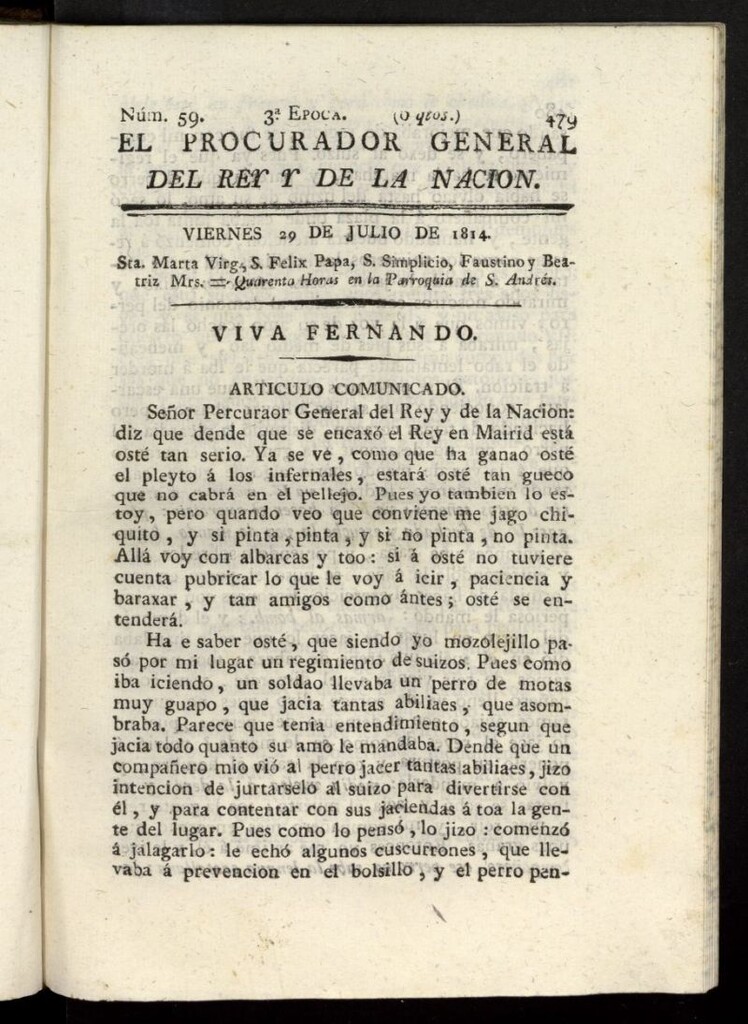 Núm. 59. 3ª EPOCA. (0 qtos.) 479
EL PROCURADOR GENERAL
DEL REY Y DE LA NACION.
VIERNES 29 DE JULIO DE 1814.
Sta. Marta Virg., S. Felix Papa, S. Simplicio, Faustino y Bea-
triz Mrs. = Quarenta Horas en la Parroquia de S. Andrés.
VIVA FERNANDO.
ARTICULO COMUNICADO.
Señor Percuraor General del Rey y de la Nacion:
diz que dende que se encaxó el Rey en Mairid está
osté tan serio. Ya se ve, como que ha ganao osté
el pleyto á los infernales, estará osté tan gueco
que no cabrá en el pellejo. Pues yo tambien lo es-
toy, pero quando veo que conviene me jago chi-
quito, y si pinta, pinta, y si no pinta, no pinta.
Allá voy con albarcas y too: si á osté no tuviere
cuenta pubricar lo que le voy á icir, paciencia y
baraxar, y tan amigos como ántes; osté se en-
tenderá.
Ha e saber osté, que siendo yo mozolejillo pa-
só por mi lugar un regimiento de suizos. Pues como
iba iciendo, un soldao llevaba un perro de motas
muy guapo, que jacia tantas abiliaes, que asom-
braba. Parece que tenia entendimiento, segun que
jacia todo quanto su amo le mandaba. Dende que un
compañero mio vió al perro jacer tantas abiliaes, jizo
intencion de jurtarselo al suizo para divertirse con
él, y para contentar con sus jaciendas á toa la gen-
te del lugar. Pues como lo pensó, lo jizo: comenzó
á jalagarlo: le echó algunos cuscurrones, que lle-
vaba á prevencion en el bolsillo, y el perro pen-